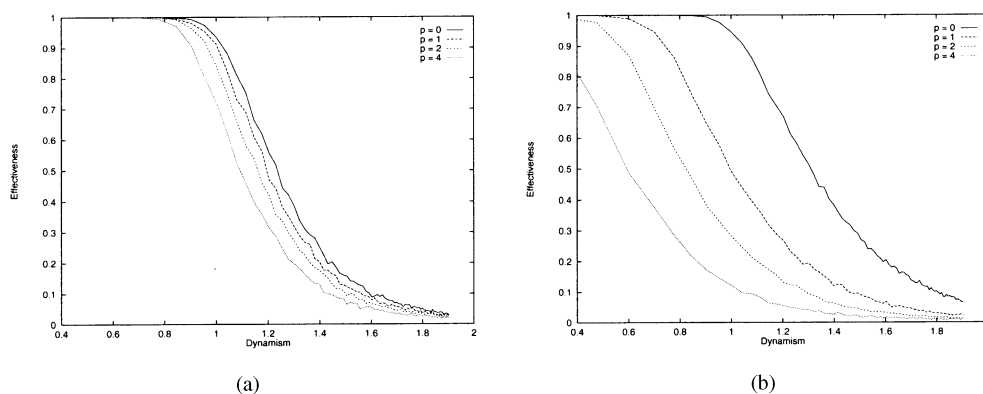 1
0.9
0.8
0.7
0.6
0.5
0.4
0.3
0.2
0.1
0
Effectiveness
0.4 0.6 0.8 1 1.2 1.4 1.6 1.8 2
Dynamism
p = 0
p = 1
p = 2
p = 4
(a)
1
0.9
0.8
0.7
0.6
0.5
0.4
0.3
0.2
0.1
0
Effectiveness
0.4 0.6 0.8 1 1.2 1.4 1.6 1.8
Dynamism
p = 0
p = 1
p = 2
p = 4
(b)